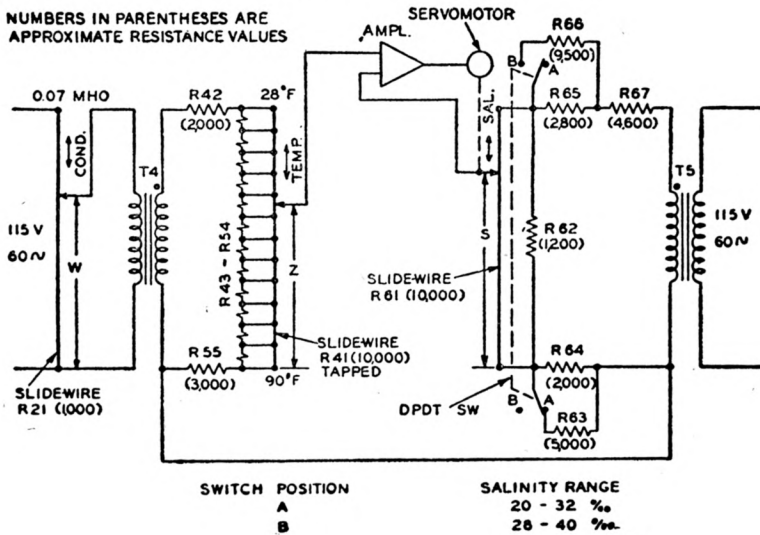 NUMBERS IN PARENTHESES ARE
APPROXIMATE RESISTANCE VALUES
SERVOMOTOR
AMPL.
R66
(9,500)
B
A
0.07 MHO
R42
(2,000)
28°F
R65
(2,800)
R67
(4,600)
COND.
TEMP.
SAL.
T4
T5
115 V
60~
W
R43 - R54
Z
S
R62
(1,200)
115 V
60~
SLIDE-WIRE
R61 (10,000)
SLIDEWIRE
R41 (10,000)
TAPPED
R55
(3,000)
90°F
R64
(2,000)
SLIDEWIRE
R21 (1,000)
DPDT SW
B
A
R63
(5,000)
SWITCH POSITION
SALINITY RANGE
A
20 - 32 ‰
B
28 - 40 ‰